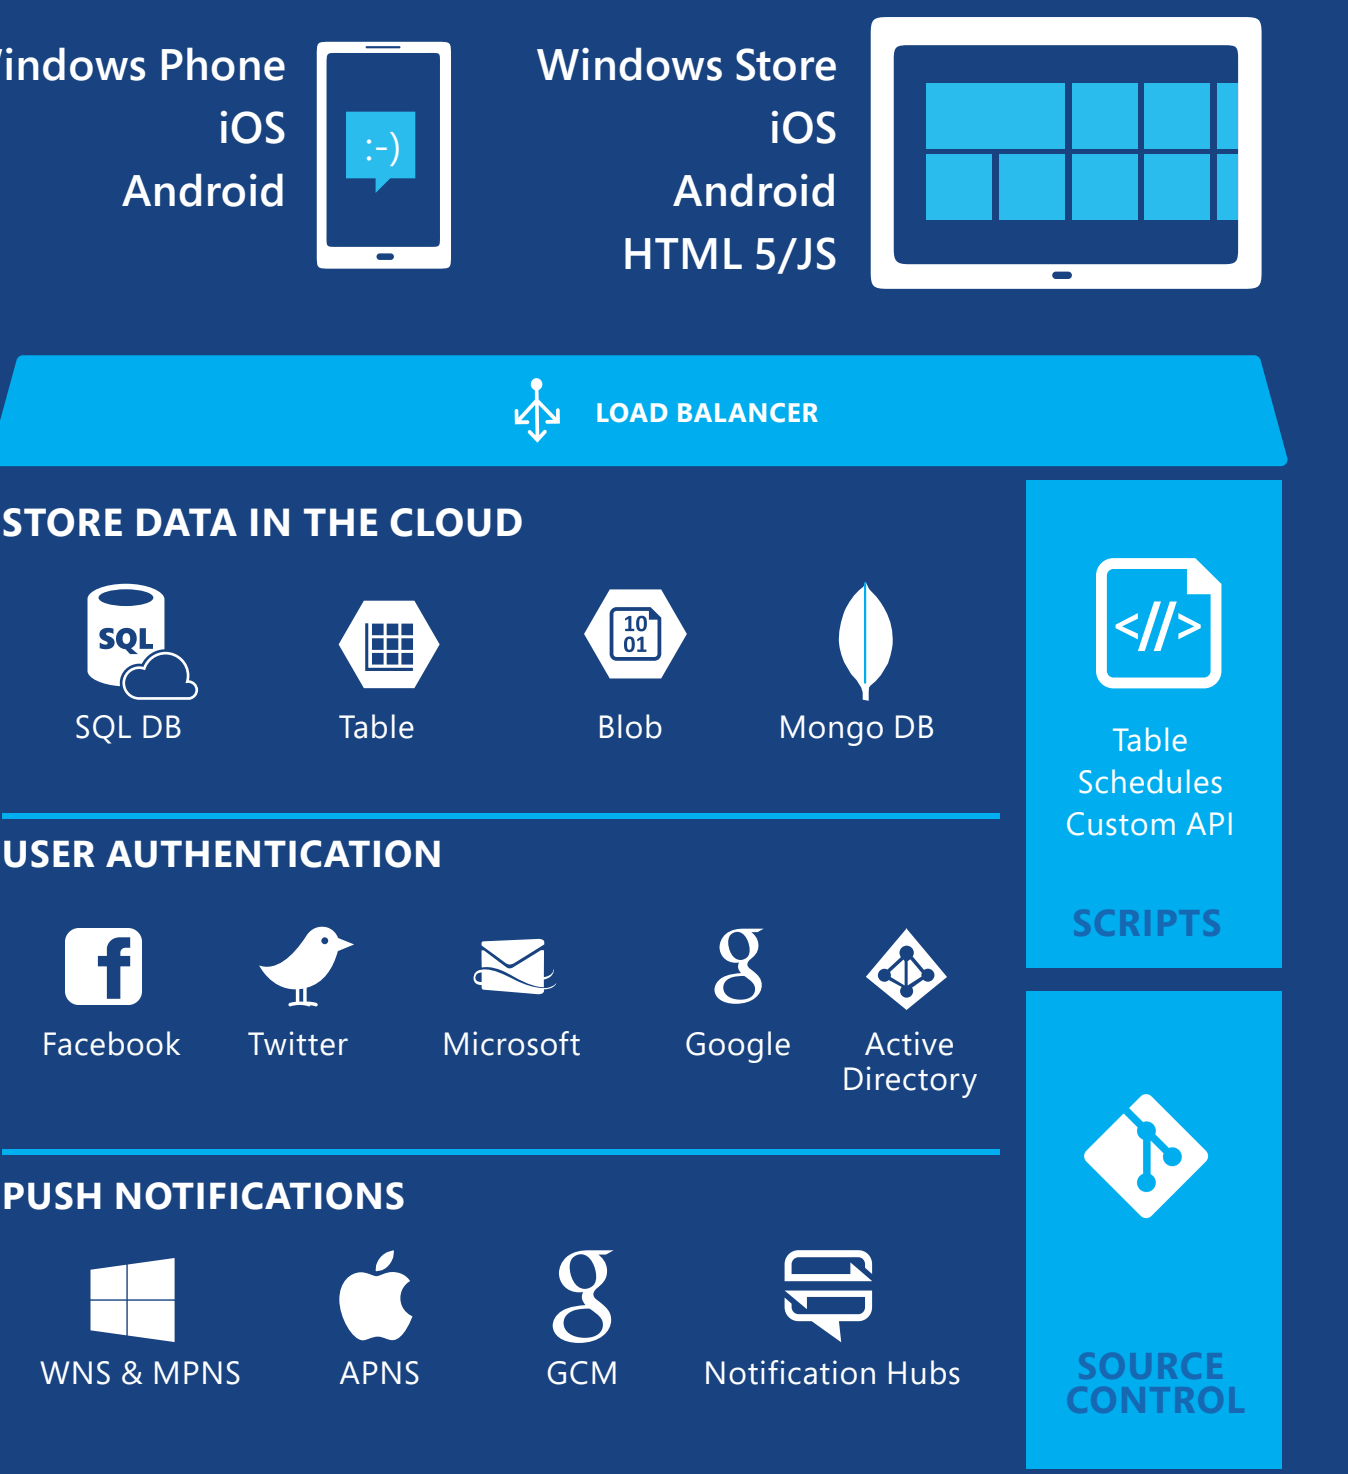 Windows Phone
iOS
Android
:-)
Windows Store
iOS
Android
HTML 5/JS
LOAD BALANCER
STORE DATA IN THE CLOUD
SQL
10
01
SQL DB
Table
Blob
Mongo DB
<//>
Table
Schedules
Custom API
SCRIPTS
USER AUTHENTICATION
f
g
Facebook
Twitter
Microsoft
Google
Active
Directory
PUSH NOTIFICATIONS
g
WNS & MPNS
APNS
GCM
Notification Hubs
SOURCE
CONTROL